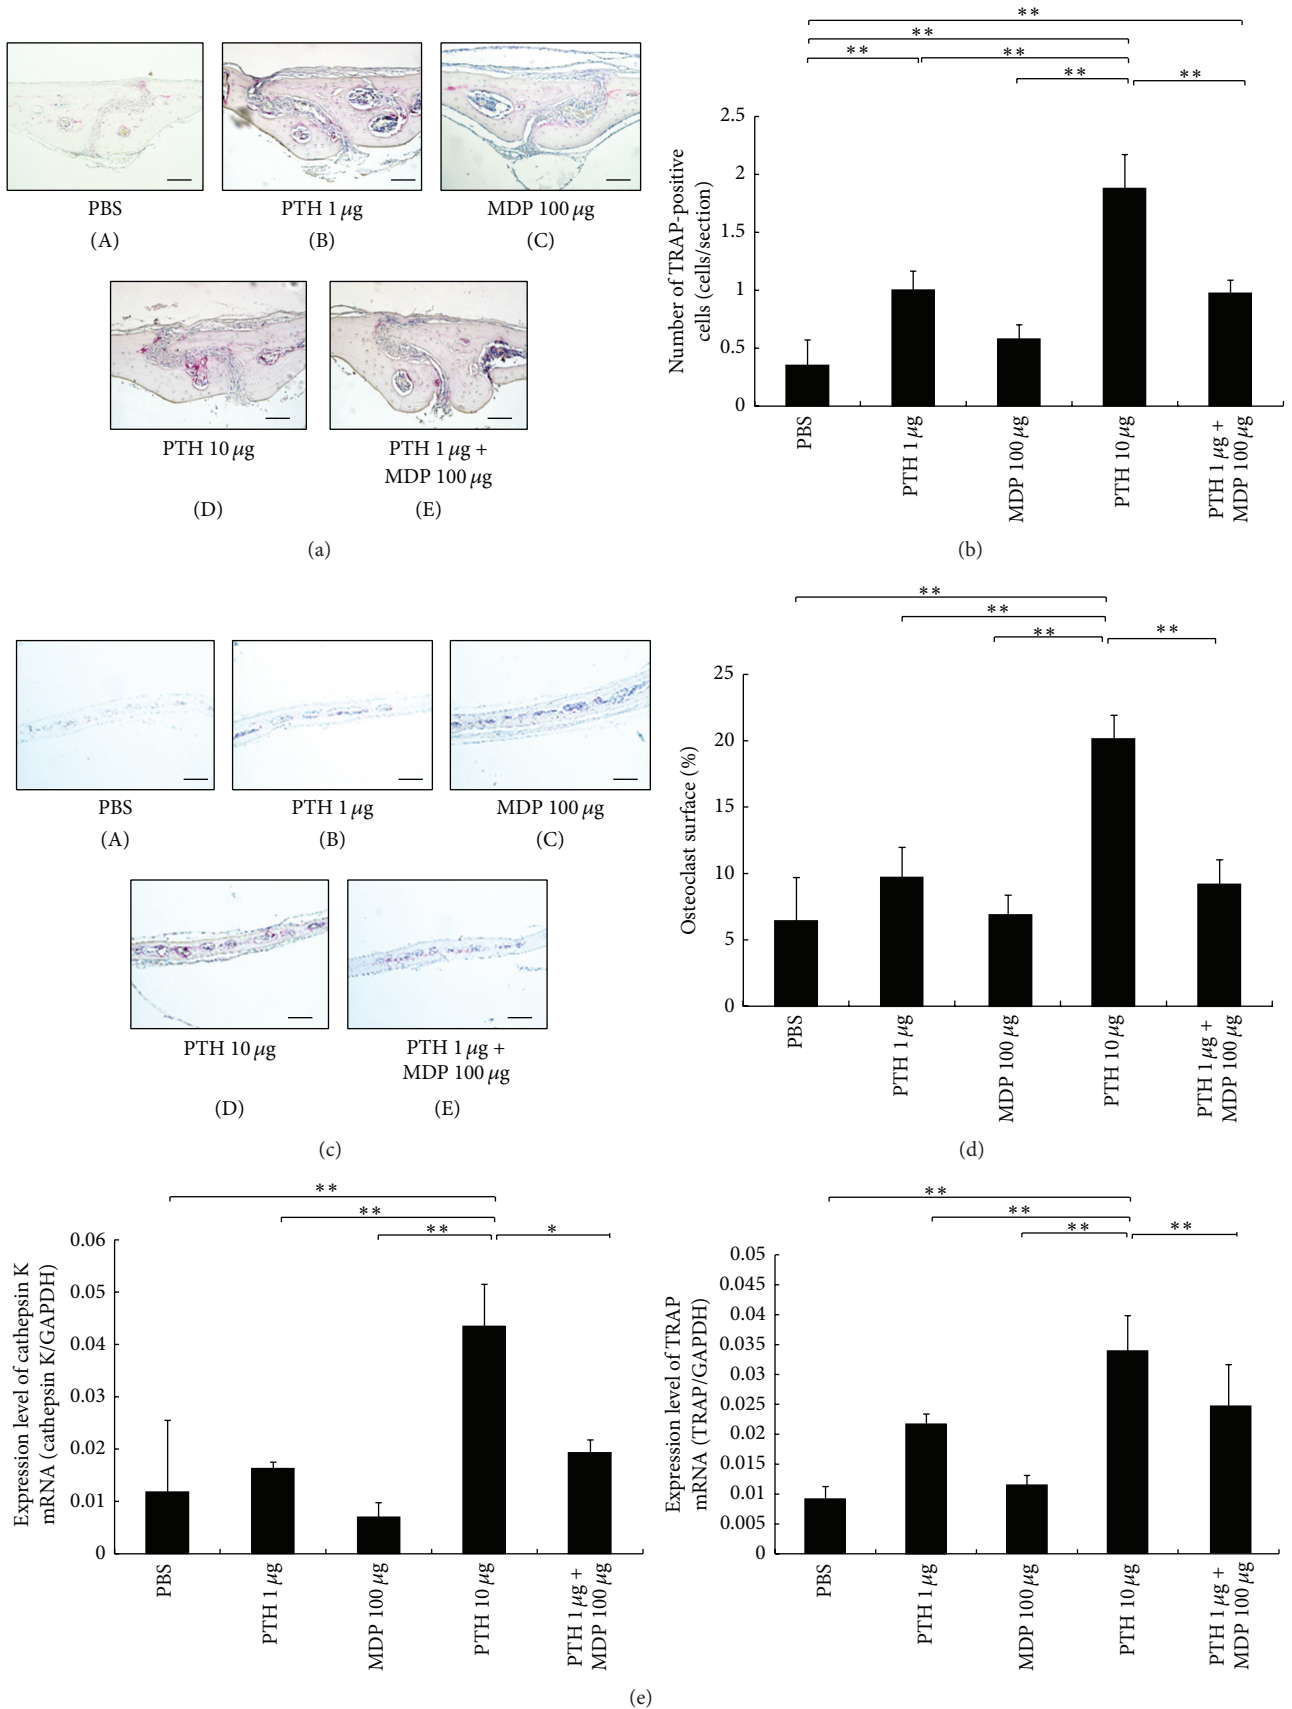 PBS
(A)
PTH 1 μg
(B)
MDP 100 μg
(C)
PTH 10 μg
(D)
PTH 1 μg +
MDP 100 μg
(E)
(a)
**
**
**
**
**
**
Number of TRAP-positive
cells (cells/section)
2.5
2
1.5
1
0.5
0
PBS
PTH 1 μg
MDP 100 μg
PTH 10 μg
PTH 1 μg +
MDP 100 μg
(b)
PBS
(A)
PTH 1 μg
(B)
MDP 100 μg
(C)
PTH 10 μg
(D)
PTH 1 μg +
MDP 100 μg
(E)
(c)
**
**
**
**
Osteoclast surface (%)
25
20
15
10
5
0
PBS
PTH 1 μg
MDP 100 μg
PTH 10 μg
PTH 1 μg +
MDP 100 μg
(d)
**
**
**
*
Expression level of cathepsin K
mRNA (cathepsin K/GAPDH)
0.06
0.05
0.04
0.03
0.02
0.01
0
PBS
PTH 1 μg
MDP 100 μg
PTH 10 μg
PTH 1 μg +
MDP 100 μg
**
**
**
**
Expression level of TRAP
mRNA (TRAP/GAPDH)
0.05
0.045
0.04
0.035
0.03
0.025
0.02
0.015
0.01
0.005
0
PBS
PTH 1 μg
MDP 100 μg
PTH 10 μg
PTH 1 μg +
MDP 100 μg
(e)